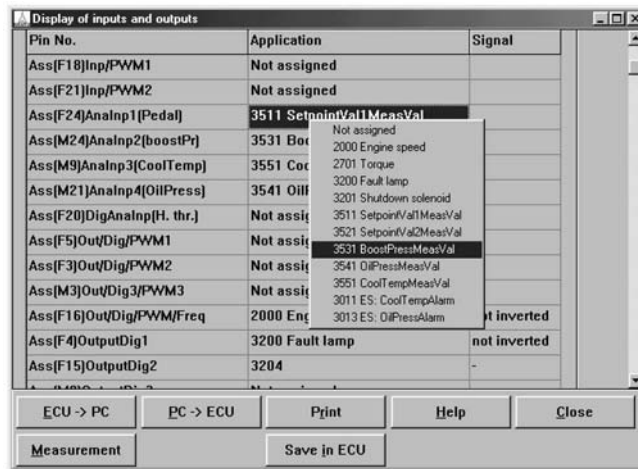 Display of inputs and outputs
Pin No. Application Signal
Ass(F18)Inp/PWM1 Not assigned
Ass(F21)Inp/PWM2 Not assigned
Ass(F24)AnaInp1(Pedal) 3511 SetpointVal1MeasVal
Ass(M24)AnaInp2(boostPr) 3531 Boo
Ass(M9)AnaInp3(CoolTemp) 3551 Coo
Ass(M21)AnaInp4(OilPress) 3541 OilF
Ass(F20)DigAnaInp(H. thr.) Not assig
Ass(F5)Out/Dig/PWM1 Not assig
Ass(F3)Out/Dig/PWM2 Not assig
Ass(M3)Out/Dig3/PWM3 Not assig
Ass(F16)Out/Dig/PWM/Freq 2000 Eng ot inverted
Ass(F4)OutputDig1 3200 Fault lamp not inverted
Ass(F15)OutputDig2 3204 -
Not assigned
2000 Engine speed
2701 Torque
3200 Fault lamp
3201 Shutdown solenoid
3511 SetpointVal1MeasVal
3521 SetpointVal2MeasVal
3531 BoostPressMeasVal
3541 OilPressMeasVal
3551 CoolTempMeasVal
3011 ES: CoolTempAlarm
3013 ES: OilPressAlarm
ECU -> PC PC -> ECU Print Help Close
Measurement Save in ECU